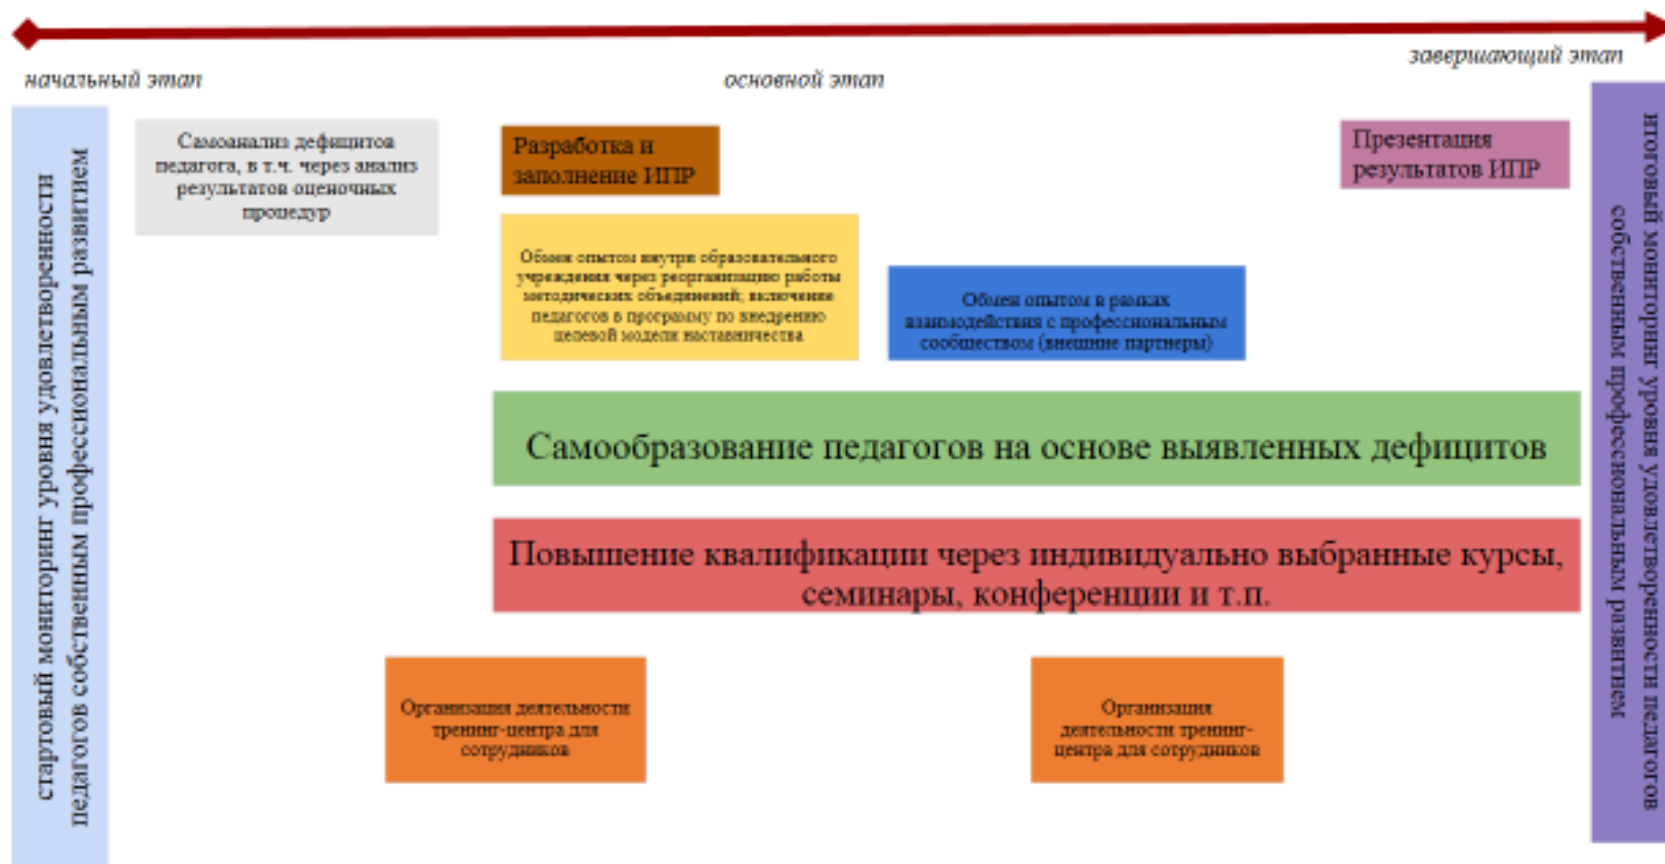 начальный этап
основной этап
завершающий этап
стартовый мониторинг уровня удовлетворенности
педагогов собственным профессиональным развитием
Самоанализ дефицитов
педагога, в т.ч. через анализ
результатов оценочных
процедур
Разработка и
заполнение ИПР
Презентация
результатов ИПР
Обмен опытом внутри образовательного
учреждения через реорганизацию работы
методических объединений; включение
педагогов в программу по внедрению
целевой модели наставничества
Обмен опытом в рамках
взаимодействия с профессиональным
сообществом (внешние партнеры)
Самообразование педагогов на основе выявленных дефицитов
Повышение квалификации через индивидуально выбранные курсы,
семинары, конференции и т.п.
Организация деятельности
тренинг-центра для
сотрудников
Организация
деятельности тренинг-
центра для сотрудников
итоговый мониторинг уровня удовлетворенности педагогов
собственным профессиональным развитием